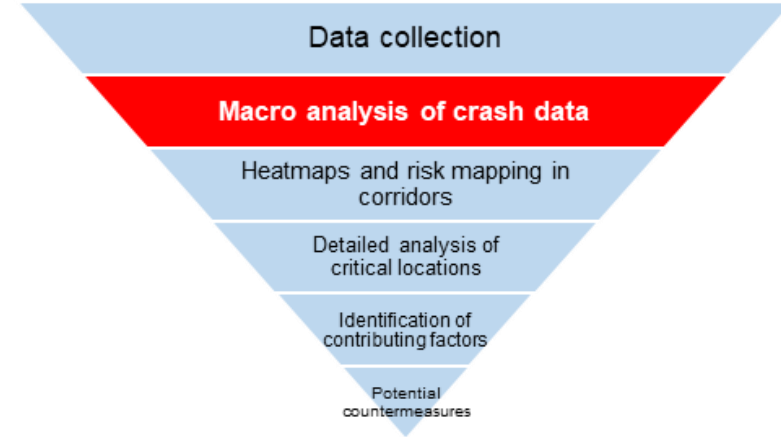 Data collection
Macro analysis of crash data
Heatmaps and risk mapping in
corridors
Detailed analysis of
critical locations
Identification of
contributing factors
Potential
countermeasures